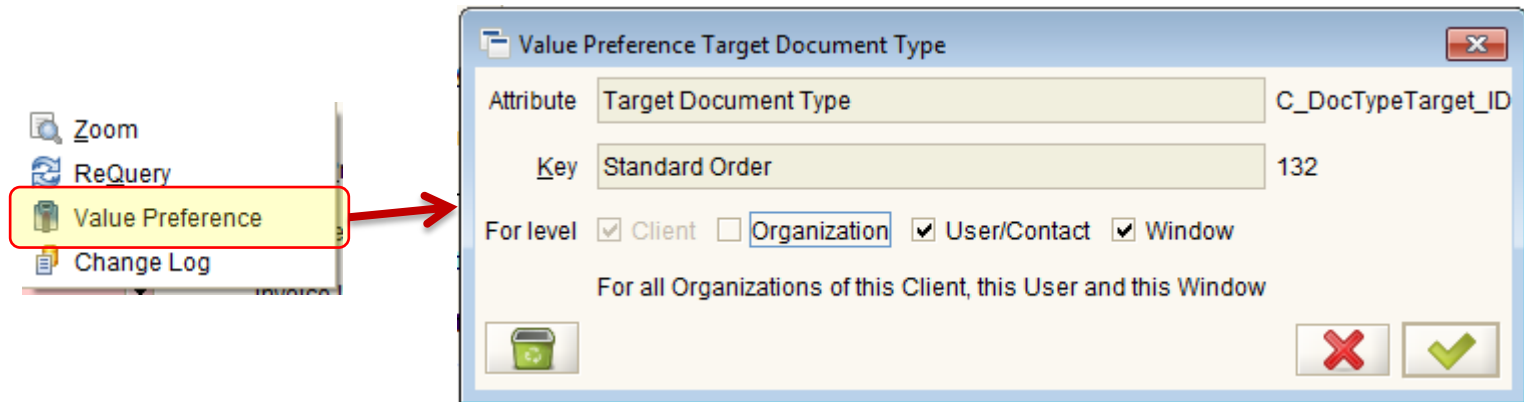 Zoom
ReQuery
Value Preference
Change Log
Value Preference Target Document Type
Attribute Target Document Type C_DocTypeTarget_ID
Key Standard Order 132
For level Client Organization User/Contact Window
For all Organizations of this Client, this User and this Window